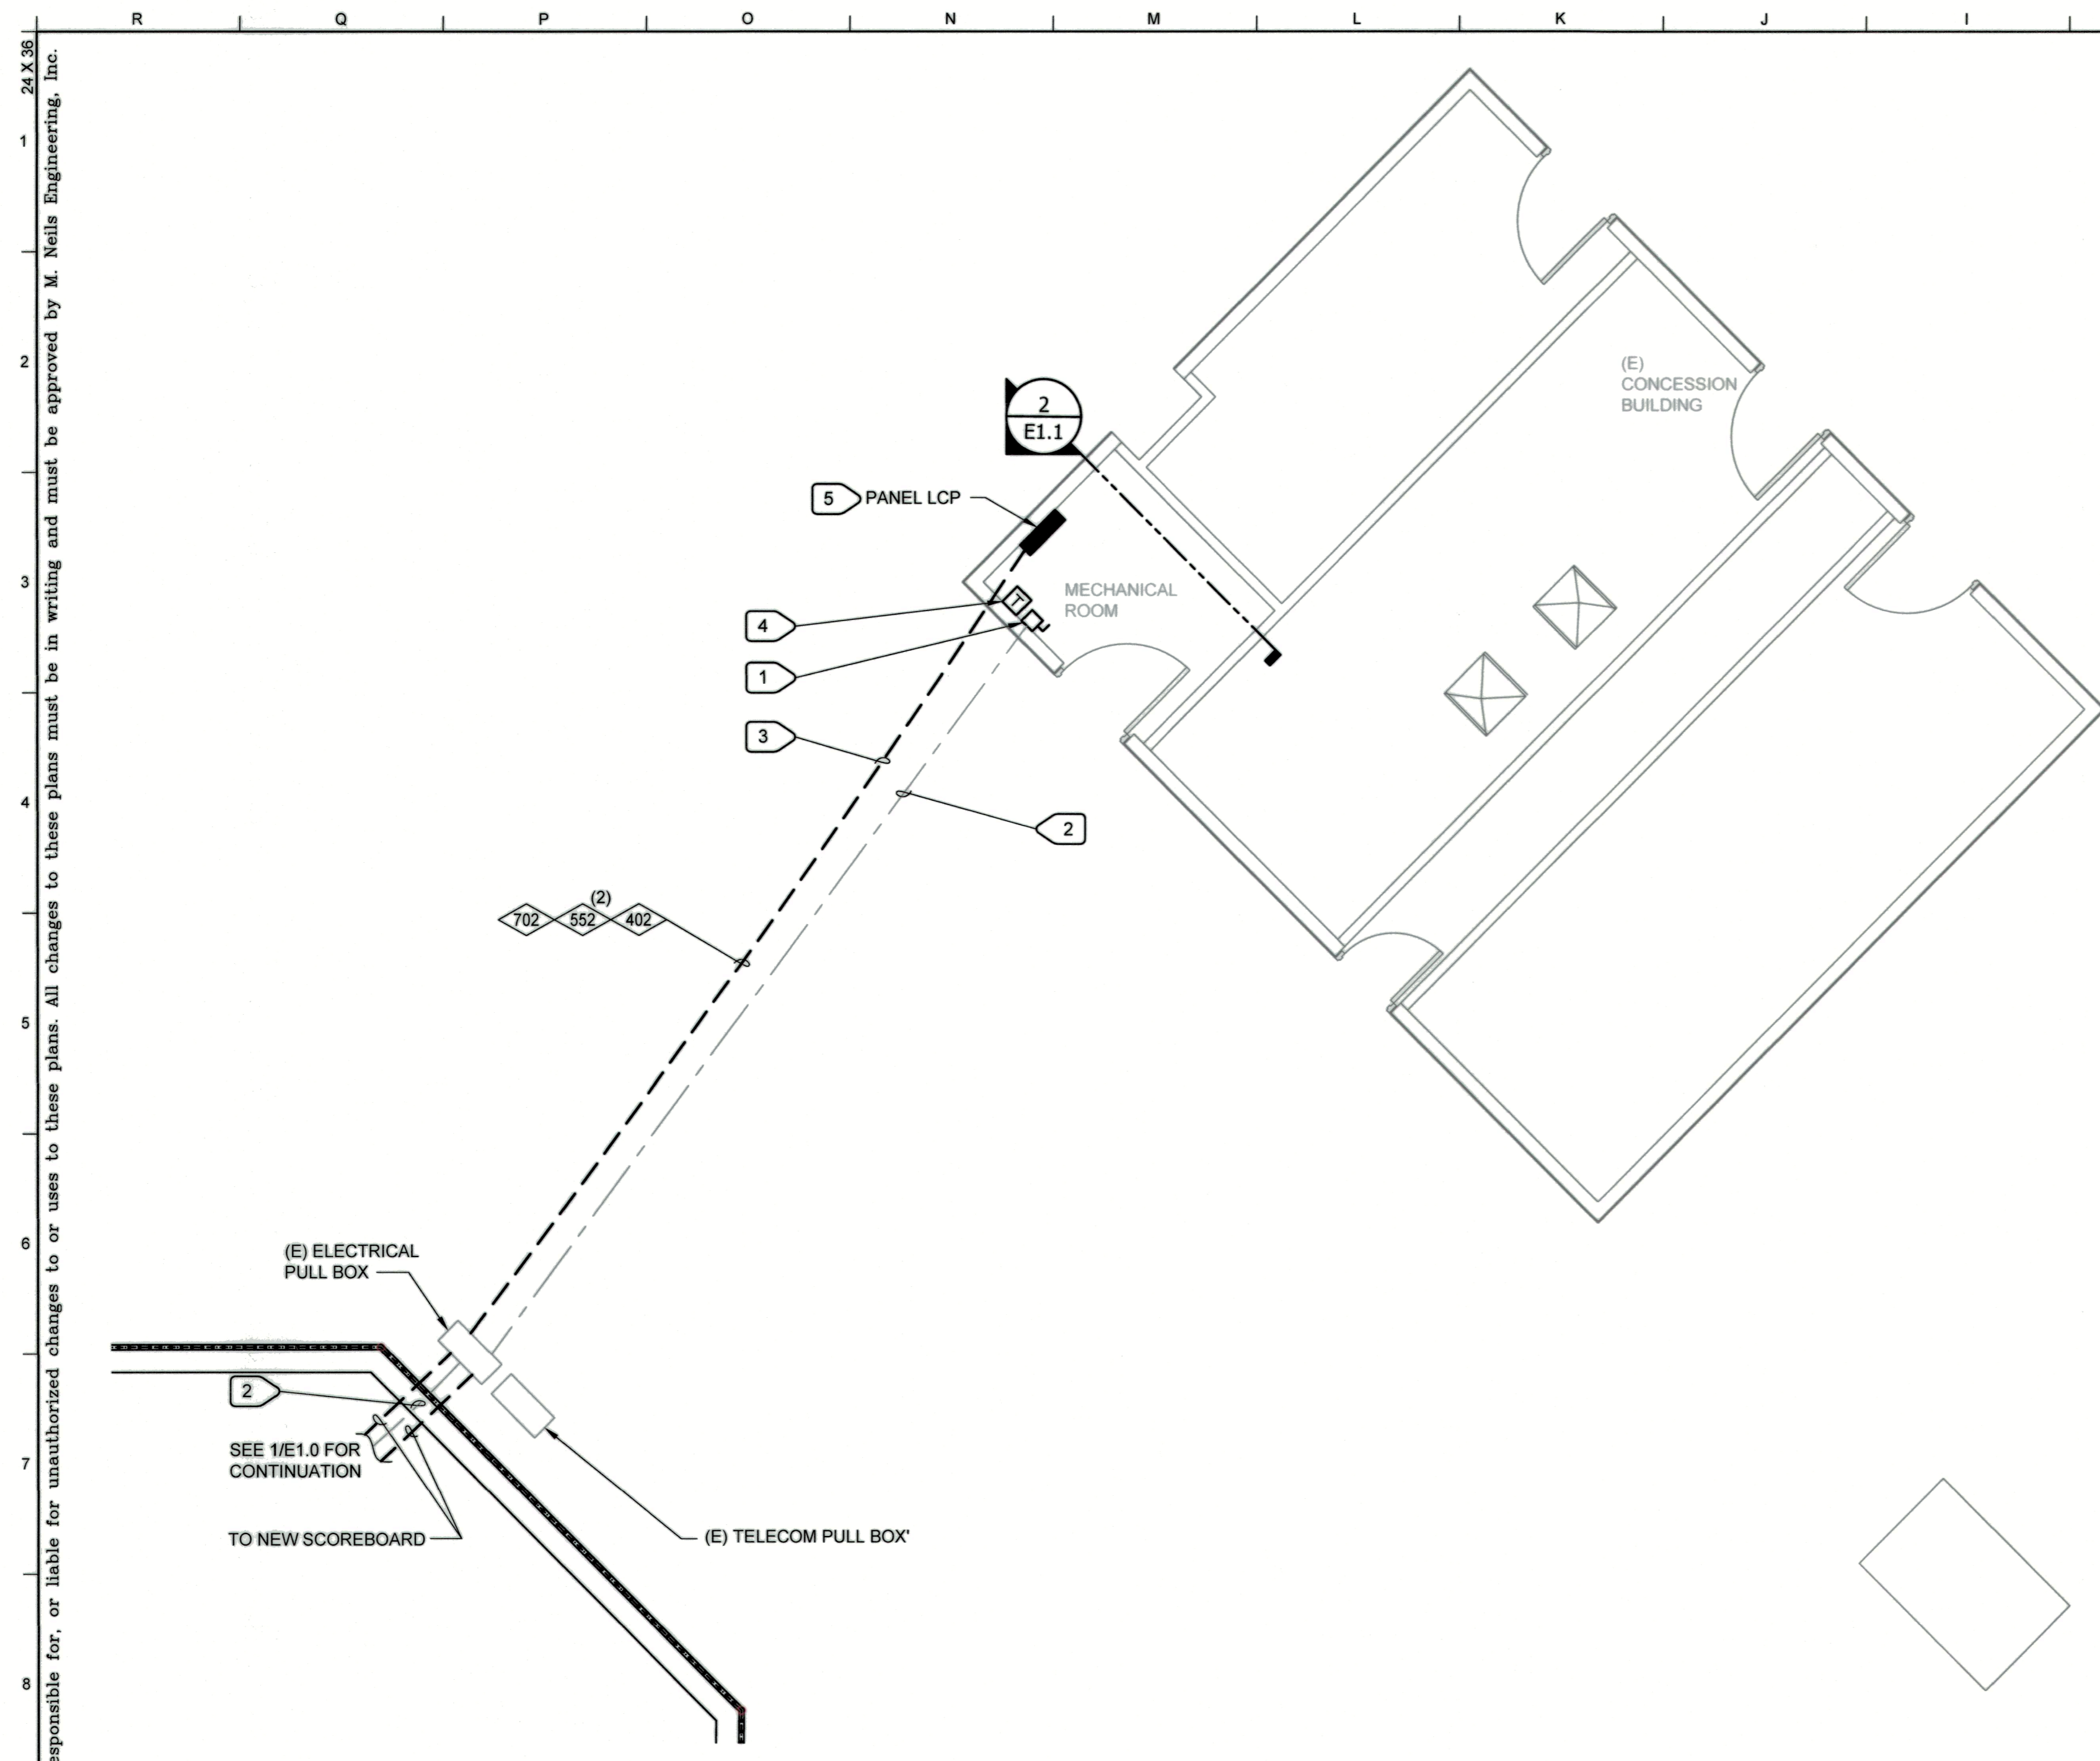 R Q P O N M L K J I
24 X 36
1
2
3
4
5
6
7
8
esponsible for, or liable for unauthorized changes to or uses to these plans. All changes to these plans must be in writing and must be approved by M. Neils Engineering, Inc.
(E)
CONCESSION
BUILDING
2
E1.1
5 PANEL LCP
MECHANICAL
ROOM
T
4
1
3
2
(2)
702 552 402
(E) ELECTRICAL
PULL BOX
2
SEE 1/E1.0 FOR
CONTINUATION
TO NEW SCOREBOARD
(E) TELECOM PULL BOX'